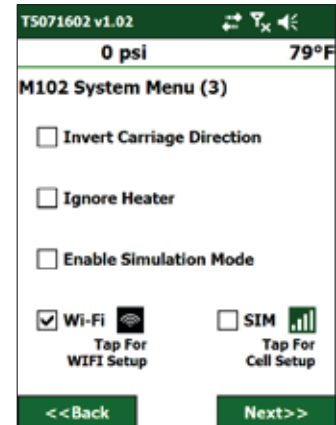 TS071602 v1.02
0 psi 79°F
M102 System Menu (3)
Invert Carriage Direction
Ignore Heater
Enable Simulation Mode
Wi-Fi SIM
Tap For Tap For
WIFI Setup Cell Setup
<<Back Next>>